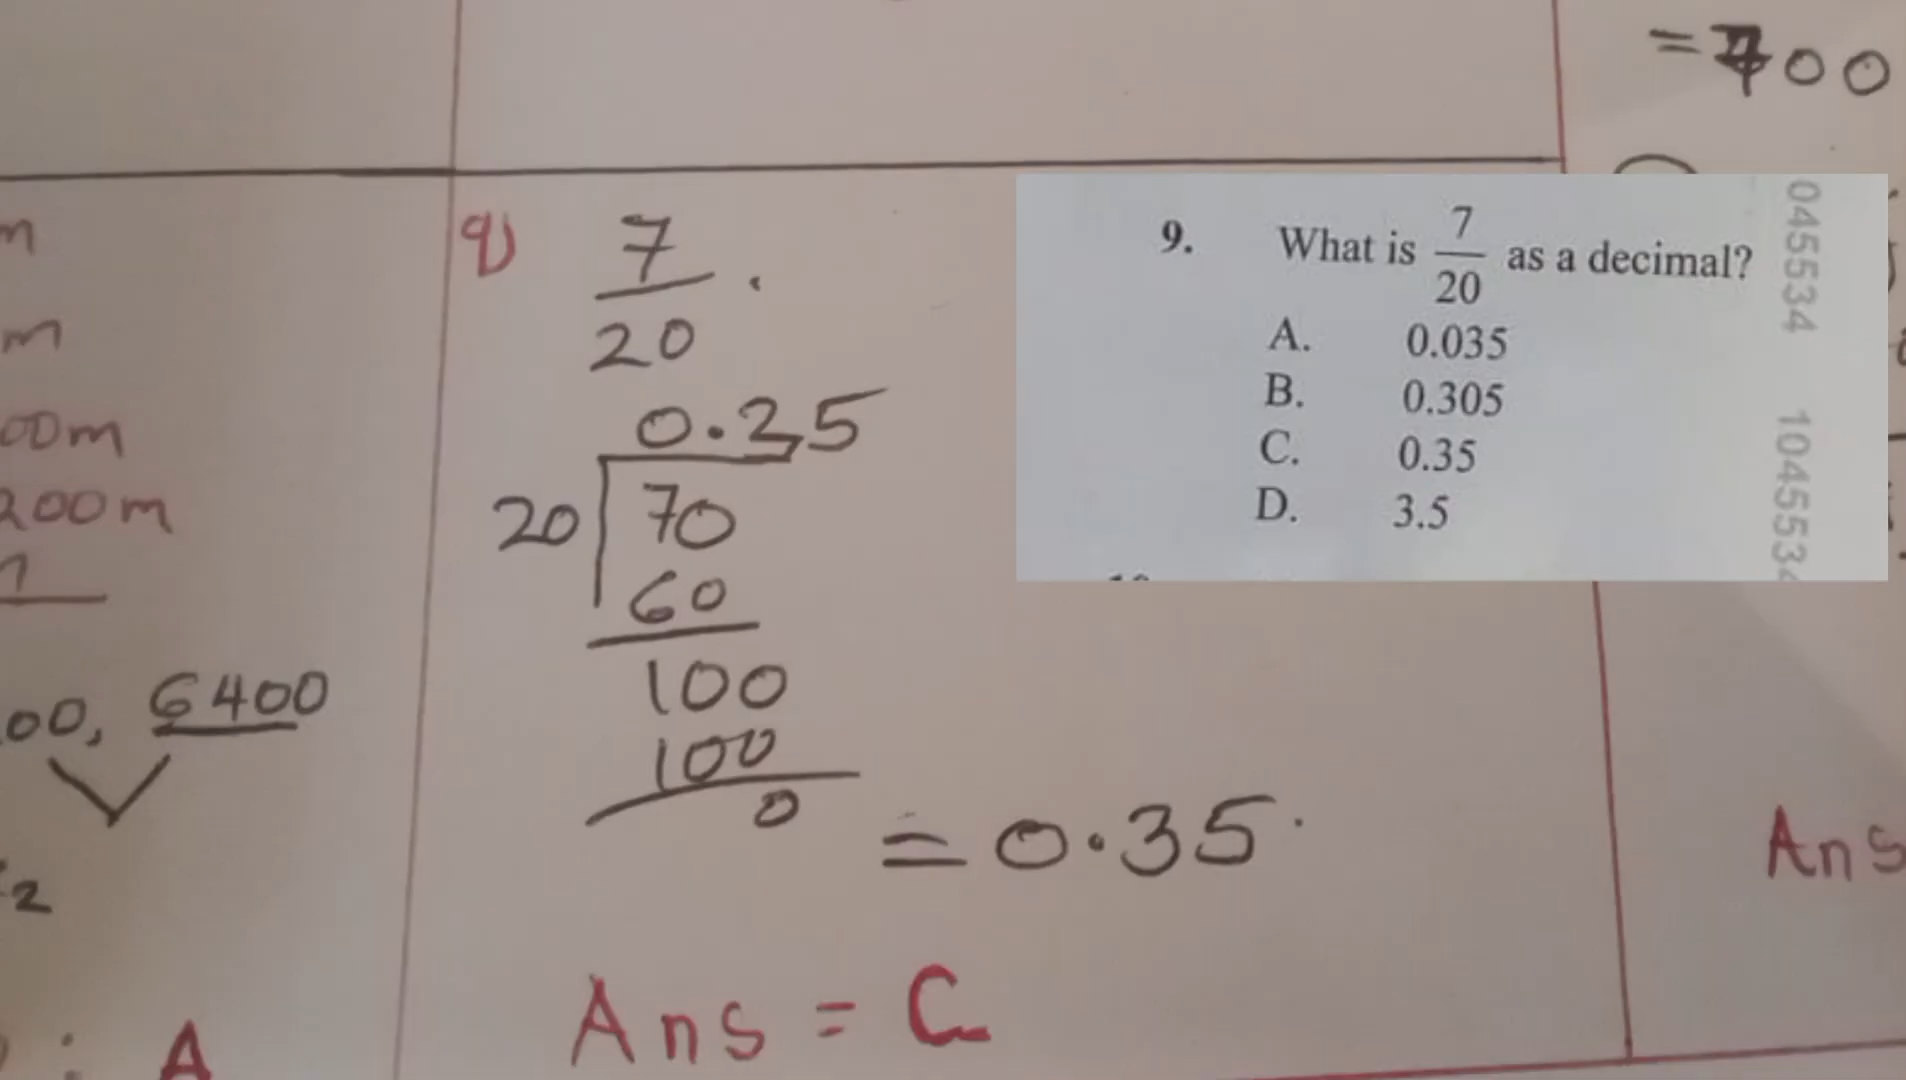 = 700
m
m
00m
200m
00, 6400
2
: A
9)
7
20
0.35
20 70
60
100
100
0
= 0.35
Ans = C
9. What is 7/20 as a decimal?
A. 0.035
B. 0.305
C. 0.35
D. 3.5
045534 1045534
Ans